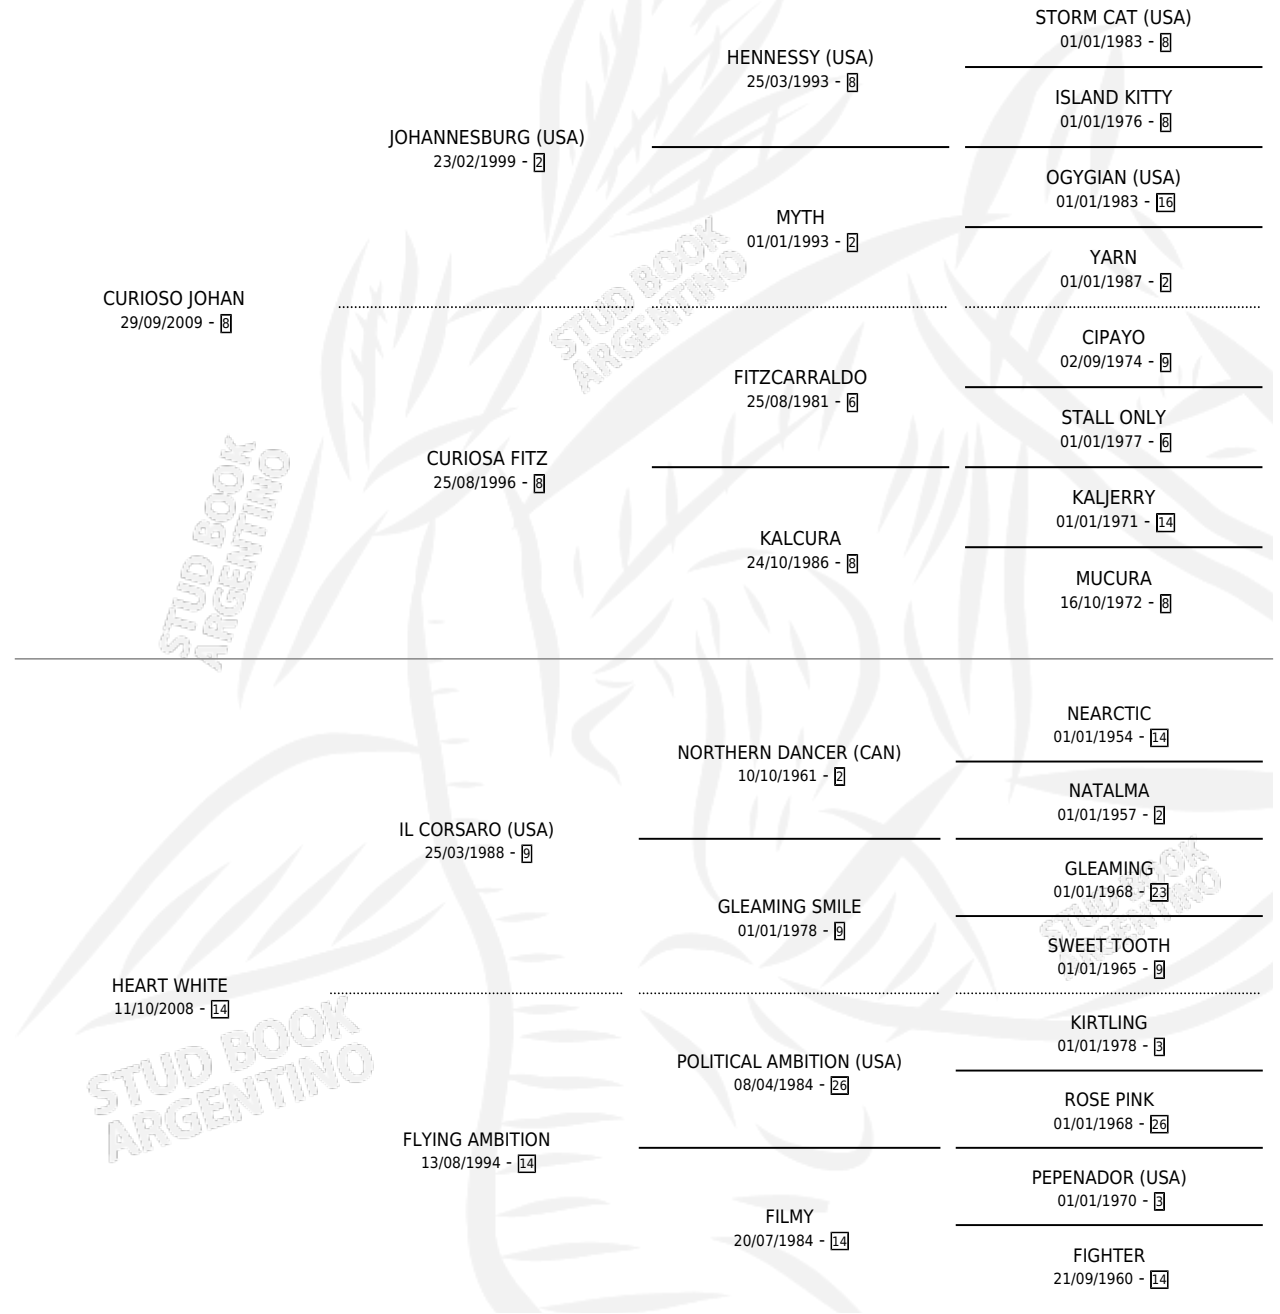 STORM CAT (USA)
01/01/1983 - 8
HENNESSY (USA)
25/03/1993 - 8
ISLAND KITTY
01/01/1976 - 8
JOHANNESBURG (USA)
23/02/1999 - 2
OGYGIAN (USA)
01/01/1983 - 16
MYTH
01/01/1993 - 2
YARN
01/01/1987 - 2
CURIOSO JOHAN
29/09/2009 - 8
CIPAYO
02/09/1974 - 9
FITZCARRALDO
25/08/1981 - 6
STALL ONLY
01/01/1977 - 6
CURIOSA FITZ
25/08/1996 - 8
KALJERRY
01/01/1971 - 14
KALCURA
24/10/1986 - 8
MUCURA
16/10/1972 - 8
STUD BOOK
ARGENTINO
STUD BOOK
ARGENTINO
NEARCTIC
01/01/1954 - 14
NORTHERN DANCER (CAN)
10/10/1961 - 2
NATALMA
01/01/1957 - 2
IL CORSARO (USA)
25/03/1988 - 9
GLEAMING
01/01/1968 - 23
GLEAMING SMILE
01/01/1978 - 9
SWEET TOOTH
01/01/1965 - 9
HEART WHITE
11/10/2008 - 14
KIRTLING
01/01/1978 - 3
POLITICAL AMBITION (USA)
08/04/1984 - 26
ROSE PINK
01/01/1968 - 26
FLYING AMBITION
13/08/1994 - 14
PEPENADOR (USA)
01/01/1970 - 3
FILMY
20/07/1984 - 14
FIGHTER
21/09/1960 - 14
STUD BOOK
ARGENTINO
STUD BOOK
ARGENTINO